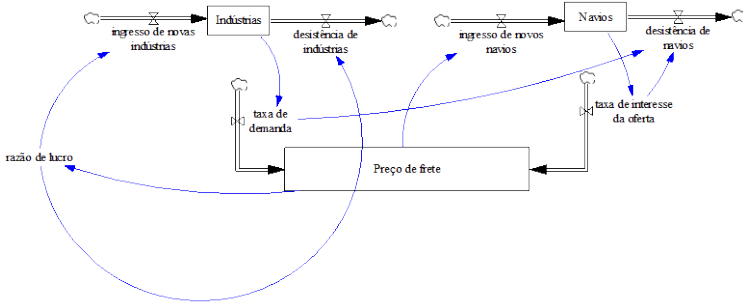 Indústrias
Navios
ingresso de novas
indústrias
desistência de
indústrias
ingresso de novos
navios
desistência de
navios
taxa de
demanda
taxa de interesse
da oferta
razão de lucro
Preço de frete